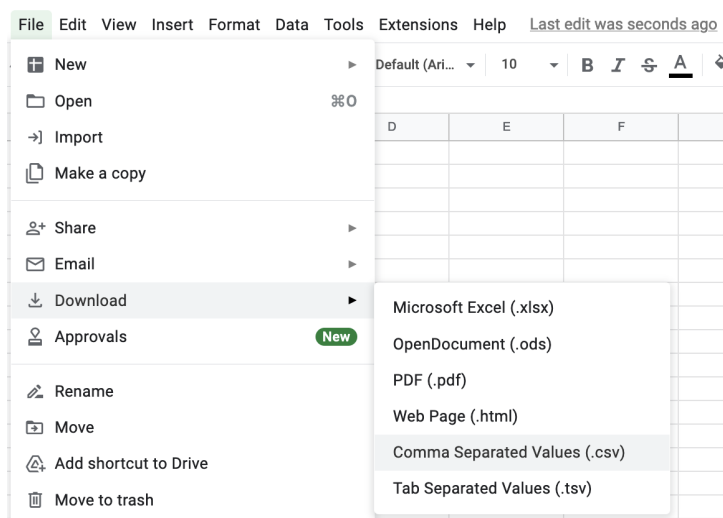 File Edit View Insert Format Data Tools Extensions Help Last edit was seconds ago
New
Default (Ari... 10 B I S A
Open ⌘O
D E F
Import
Make a copy
Share
Email
Download
Microsoft Excel (.xlsx)
Approvals New
OpenDocument (.ods)
PDF (.pdf)
Rename
Web Page (.html)
Move
Comma Separated Values (.csv)
Add shortcut to Drive
Tab Separated Values (.tsv)
Move to trash